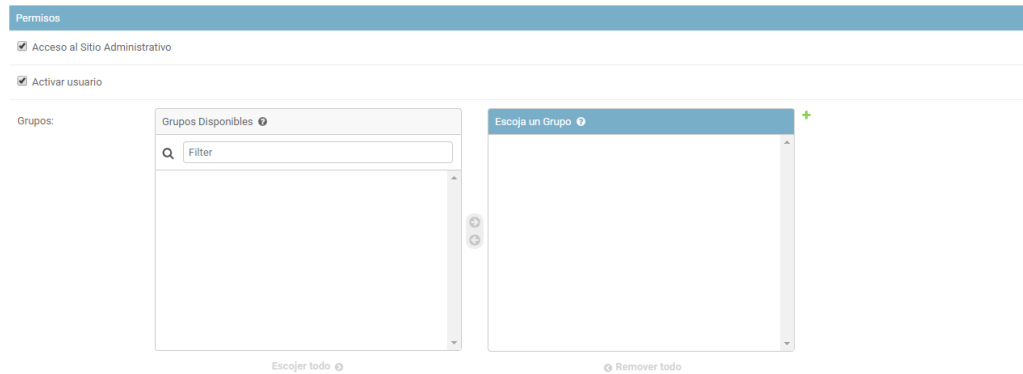 Permisos
Acceso al Sitio Administrativo
Activar usuario
Grupos:
Grupos Disponibles
Filter
Escojer todo
Escoja un Grupo
Remover todo